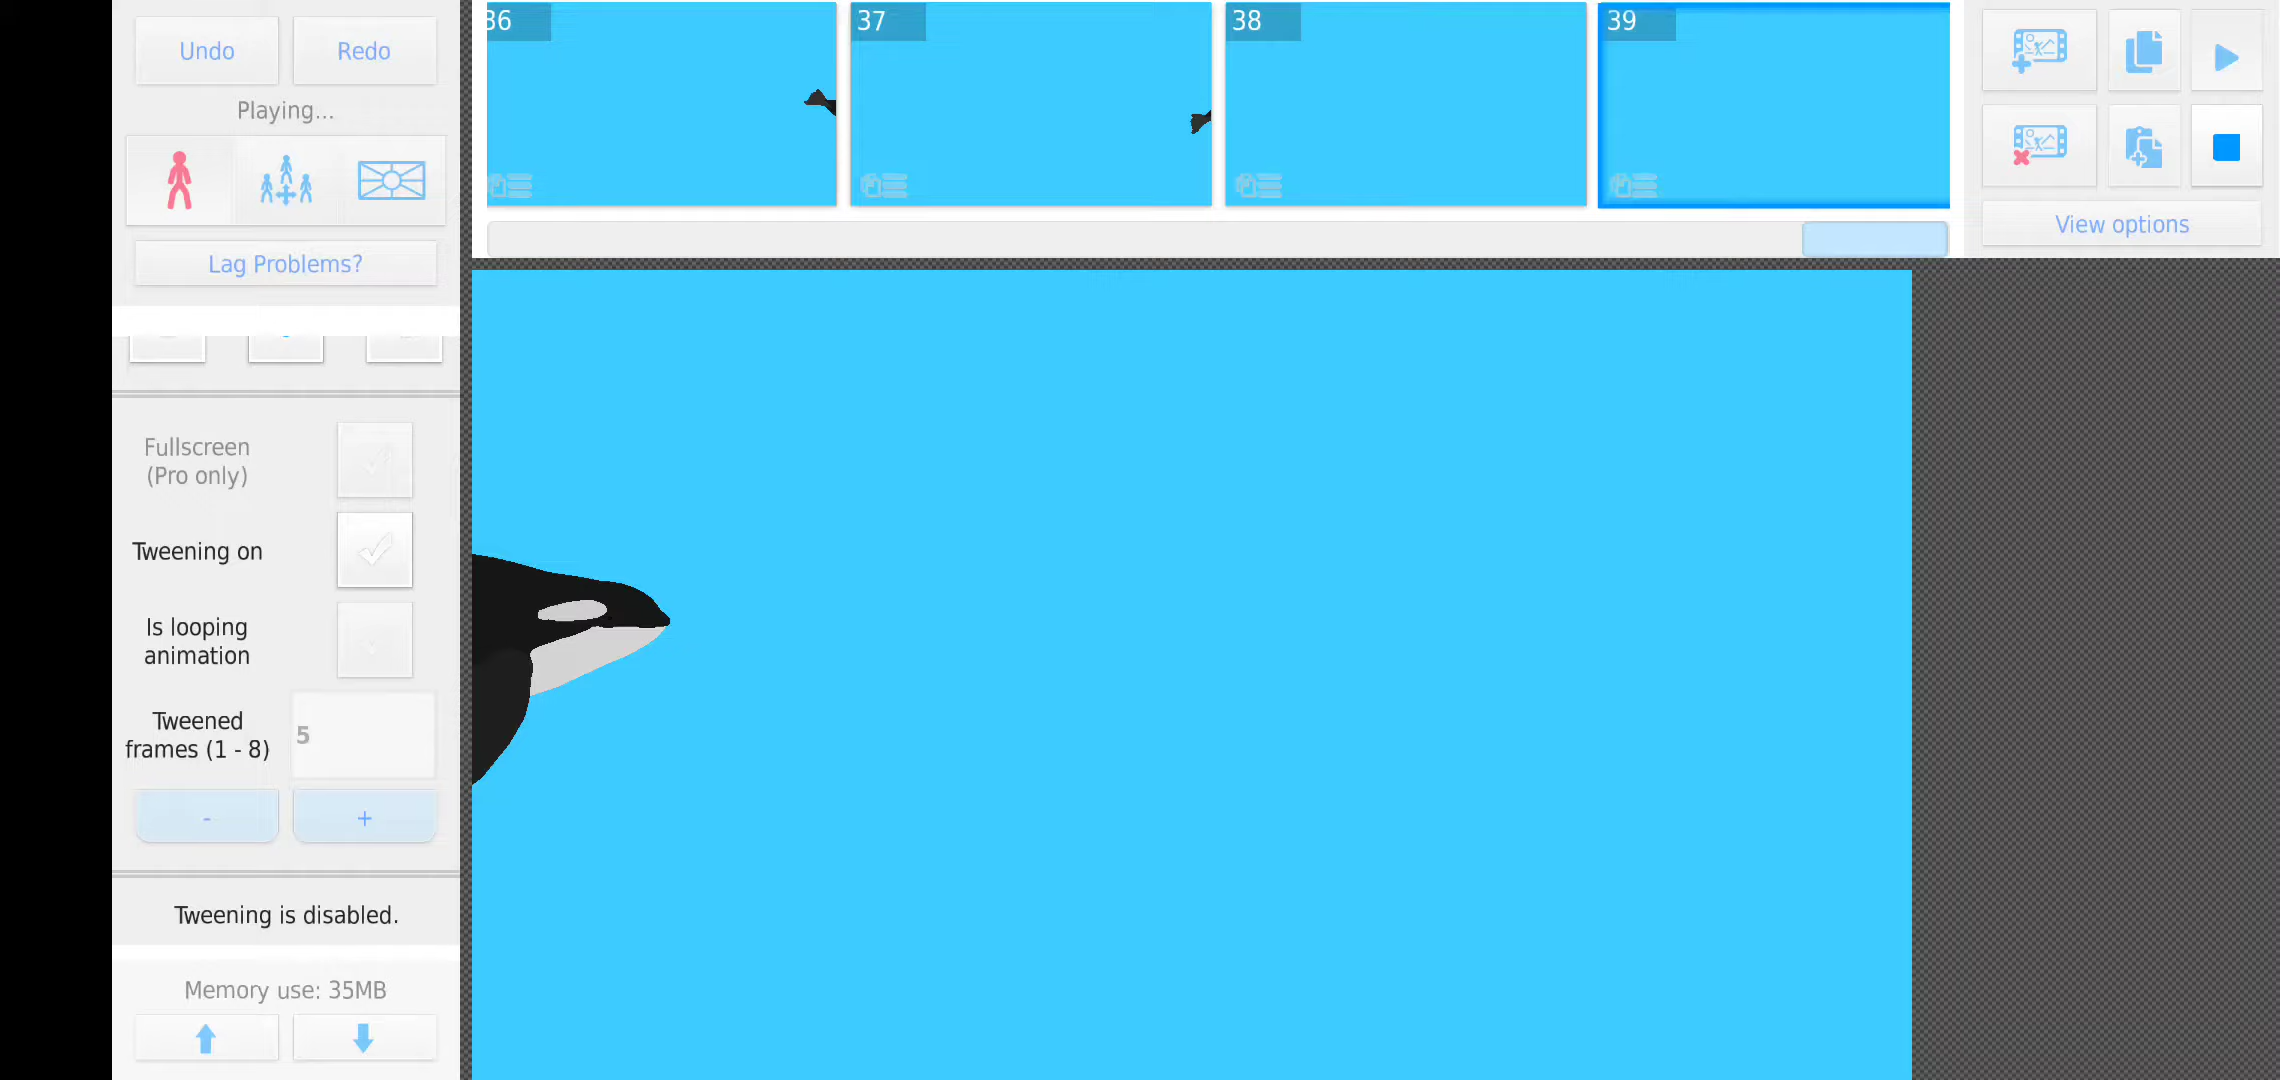 Undo
Redo
Playing...
Lag Problems?
36
37
38
39
View options
Fullscreen
(Pro only)
Tweening on
Is looping
animation
Tweened
frames (1 - 8)
5
-
+
Tweening is disabled.
Memory use: 35MB